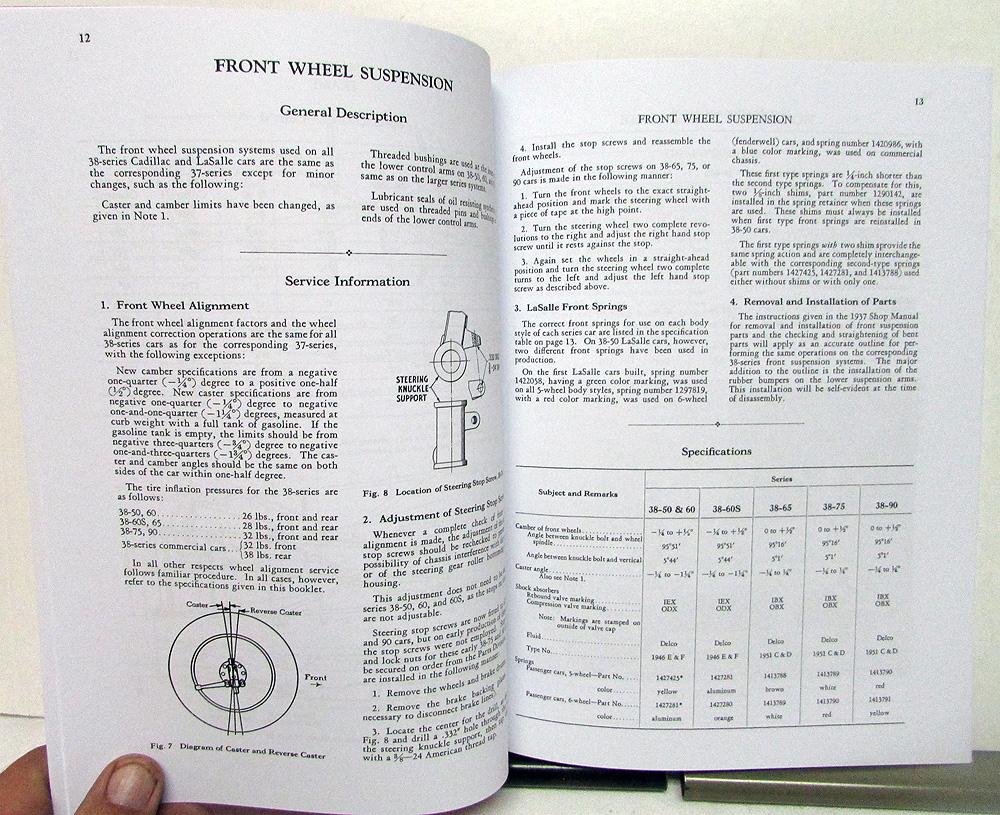 12
FRONT WHEEL SUSPENSION
General Description
The front wheel suspension systems used on all
38-series Cadillac and LaSalle cars are the same as
the corresponding 37-series except for minor
changes, such as the following:
Caster and camber limits have been changed, as
given in Note 1.
Threaded bushings are used at the
the lower control arms on 38-50, 60,
same as on the larger series systems.
Lubricant seals of oil resisting
are used on threaded pins and
ends of the lower control arms.
Service Information
1. Front Wheel Alignment
The front wheel alignment factors and the wheel
alignment correction operations are the same for all
38-series cars as for the corresponding 37-series,
with the following exceptions:
New camber specifications are from a negative
one-quarter (—¼°) degree to a positive one-half
(½°) degree. New caster specifications are from
negative one-quarter (—¼°) degree to negative
one-and-one-quarter (—1¼°) degrees, measured at
curb weight with a full tank of gasoline. If the
gasoline tank is empty, the limits should be from
negative three-quarters (—¾°) degree to negative
one-and-three-quarters (—1¾°) degrees. The cas-
ter and camber angles should be the same on both
sides of the car within one-half degree.
The tire inflation pressures for the 38-series are
as follows:
38-50, 60 26 lbs., front and rear
38-60S, 65 28 lbs., front and rear
38-75, 90 32 lbs., front and rear
38-series commercial cars {32 lbs. front
{38 lbs. rear
In all other respects wheel alignment service
follows familiar procedure. In all cases, however,
refer to the specifications given in this booklet.
Caster
Reverse Caster
Front
Fig. 7 Diagram of Caster and Reverse Caster
STEERING
KNUCKLE
SUPPORT
Fig. 8 Location of Steering Stop Screw
2. Adjustment of Steering Stop
Whenever a complete check of
alignment is made, the adjustment of
stop screws should be rechecked to
possibility of chassis interference
or of the steering gear roller
housing.
This adjustment does not need to
series 38-50, 60, and 60S, as the stops
are not adjustable.
Steering stop screws are now
and 90 cars, but on early production
the stop screws were not employed.
and lock nuts for these early 38-75
be secured on order from the Parts
are installed in the following manner:
1. Remove the wheels and brake
2. Remove the brake backing
necessary to disconnect brake lines).
3. Locate the center for the drill,
Fig. 8 and drill a .332" hole through
the steering knuckle support, then
with a ⅜—24 American thread tap.
13
FRONT WHEEL SUSPENSION
4. Install the stop screws and reassemble the
front wheels.
Adjustment of the stop screws on 38-65, 75, or
90 cars is made in the following manner:
1. Turn the front wheels to the exact straight-
ahead position and mark the steering wheel with
a piece of tape at the high point.
2. Turn the steering wheel two complete revo-
lutions to the right and adjust the right hand stop
screw until it rests against the stop.
3. Again set the wheels in a straight-ahead
position and turn the steering wheel two complete
turns to the left and adjust the left hand stop
screw as described above.
3. LaSalle Front Springs
The correct front springs for use on each body
style of each series car are listed in the specification
table on page 13. On 38-50 LaSalle cars, however,
two different front springs have been used in
production.
On the first LaSalle cars built, spring number
1422058, having a green color marking, was used
on all 5-wheel body styles, spring number 1297819,
with a red color marking, was used on 6-wheel
(fenderwell) cars, and spring number 1420986, with
a blue color marking, was used on commercial
chassis.
These first type springs are ¼-inch shorter than
the second type springs. To compensate for this,
two ⅛-inch shims, part number 1290142, are
installed in the spring retainer when these springs
are used. These shims must always be installed
when first type front springs are reinstalled in
38-50 cars.
The first type springs with two shim provide the
same spring action and are completely interchange-
able with the corresponding second-type springs
(part numbers 1427425, 1427281, and 1413788) used
either without shims or with only one.
4. Removal and Installation of Parts
The instructions given in the 1937 Shop Manual
for removal and installation of front suspension
parts and the checking and straightening of bent
parts will apply as an accurate outline for per-
forming the same operations on the corresponding
38-series front suspension systems. The major
addition to the outline is the installation of the
rubber bumpers on the lower suspension arms.
This installation will be self-evident at the time
of disassembly.
Specifications
Series
Subject and Remarks 38-50 & 60 38-60S 38-65 38-75 38-90
Camber of front wheels —¼ to +½° —¼ to +½° 0 to +½° 0 to +½° 0 to +½°
Angle between knuckle bolt and wheel
spindle 95°51' 95°51' 95°16' 95°16' 95°16'
Angle between knuckle bolt and vertical 5°44' 5°44' 5°1' 5°1' 5°1'
Caster angle —¼ to —1¼° —¼ to —1¼° —¼ to ¼° —¼ to ¼° —¼ to ¼°
Also see Note 1.
Shock absorbers
Rebound valve marking IEX IEX IBX IBX IBX
Compression valve marking ODX ODX OBX OBX OBX
Note: Markings are stamped on
outside of valve cap
Fluid Delco Delco Delco Delco Delco
Type No. 1946 E & F 1946 E & F 1951 C & D 1951 C & D 1951 C & D
Springs
Passenger cars, 5-wheel—Part No. 1427425* 1427281 1413788 1413789 1413790
color yellow aluminum brown white red
Passenger cars, 6-wheel—Part No. 1427281* 1427280 1413789 1413790 1413791
color aluminum orange white red yellow